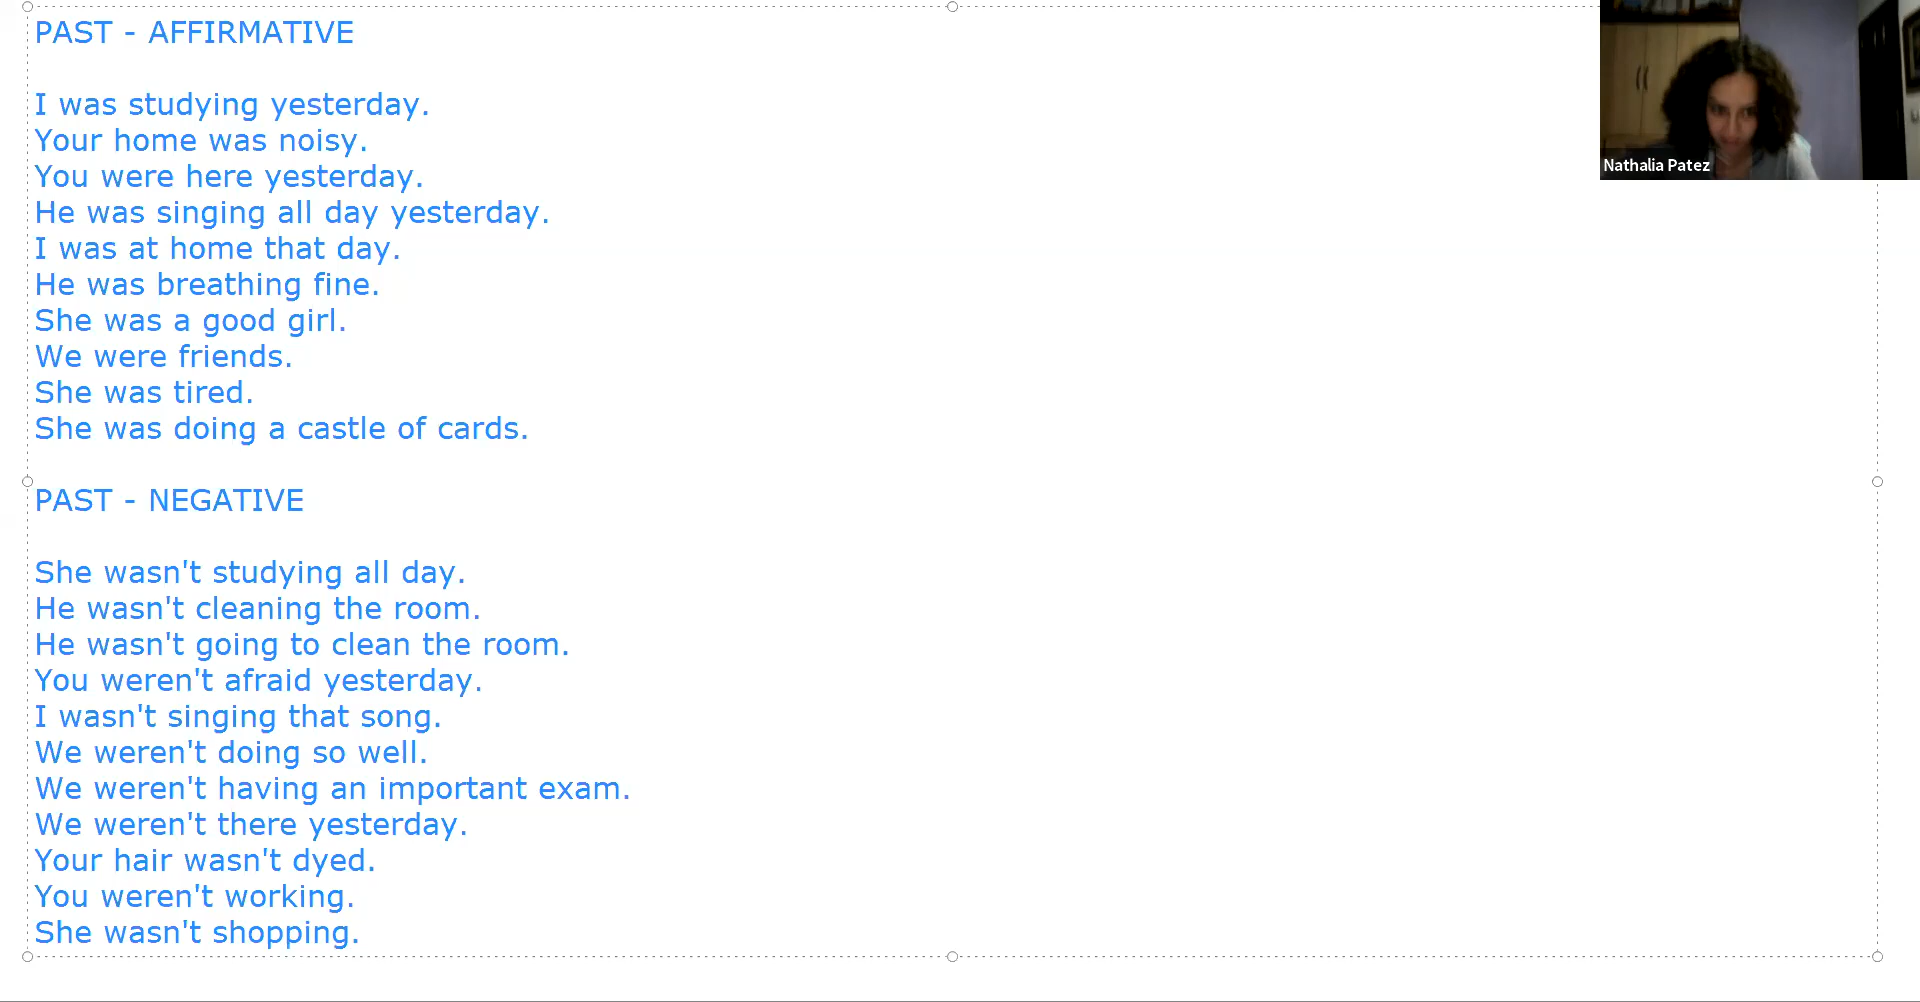 PAST - AFFIRMATIVE
I was studying yesterday.
Your home was noisy.
You were here yesterday.
He was singing all day yesterday.
I was at home that day.
He was breathing fine.
She was a good girl.
We were friends.
She was tired.
She was doing a castle of cards.
PAST - NEGATIVE
She wasn't studying all day.
He wasn't cleaning the room.
He wasn't going to clean the room.
You weren't afraid yesterday.
I wasn't singing that song.
We weren't doing so well.
We weren't having an important exam.
We weren't there yesterday.
Your hair wasn't dyed.
You weren't working.
She wasn't shopping.
Nathalia Patez